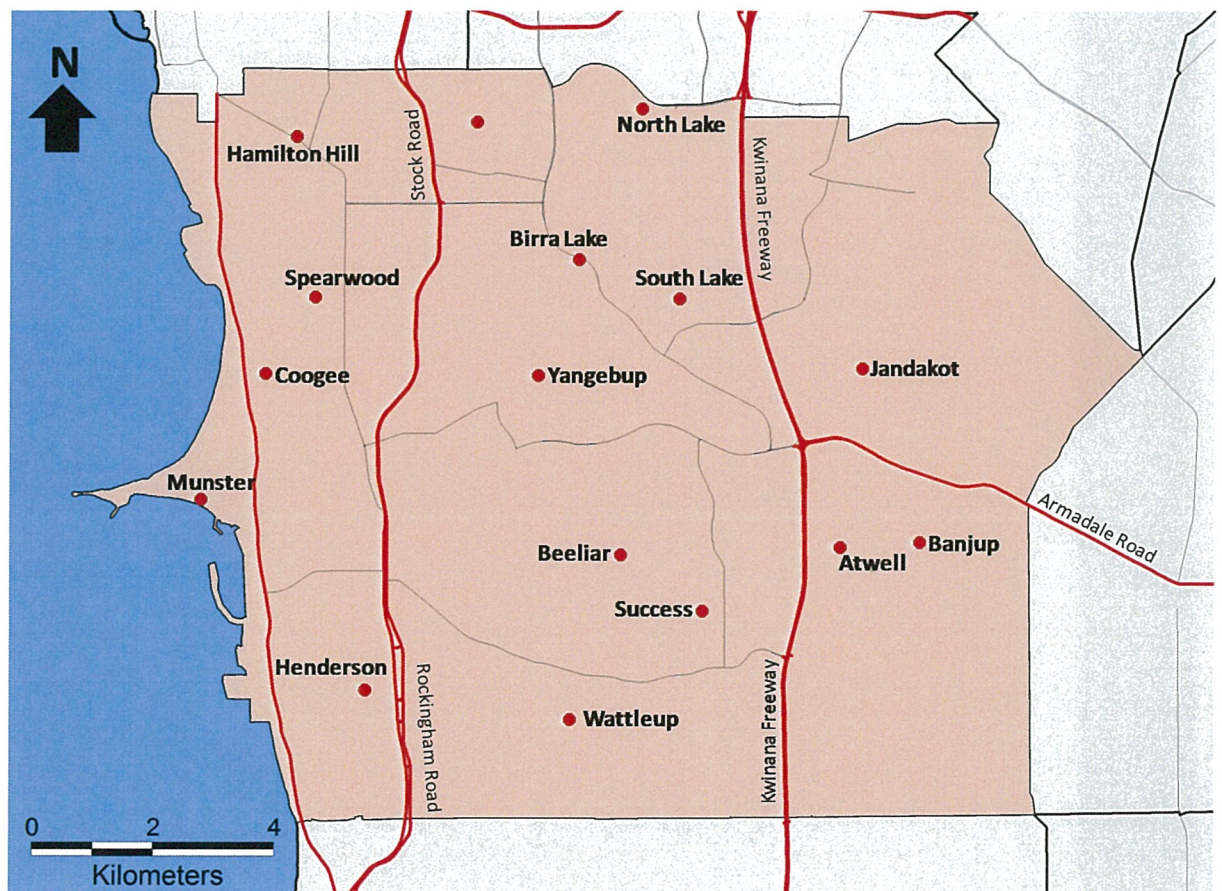 N
Hamilton Hill
Stock Road
North Lake
Kwinana Freeway
Birra Lake
Spearwood
South Lake
Coogee
Yangebup
Jandakot
Munster
Armadale Road
Beeliar
Atwell
Banjup
Success
Henderson
Rockingham Road
Kwinana Freeway
Wattleup
0 2 4
Kilometers